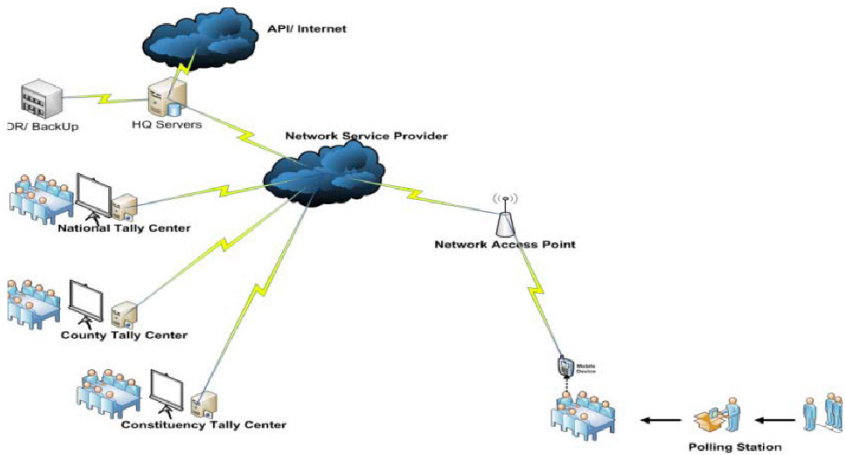 API/ Internet
DR/ BackUp
HQ Servers
Network Service Provider
National Tally Center
Network Access Point
County Tally Center
Mobile
Device
Constituency Tally Center
Polling Station